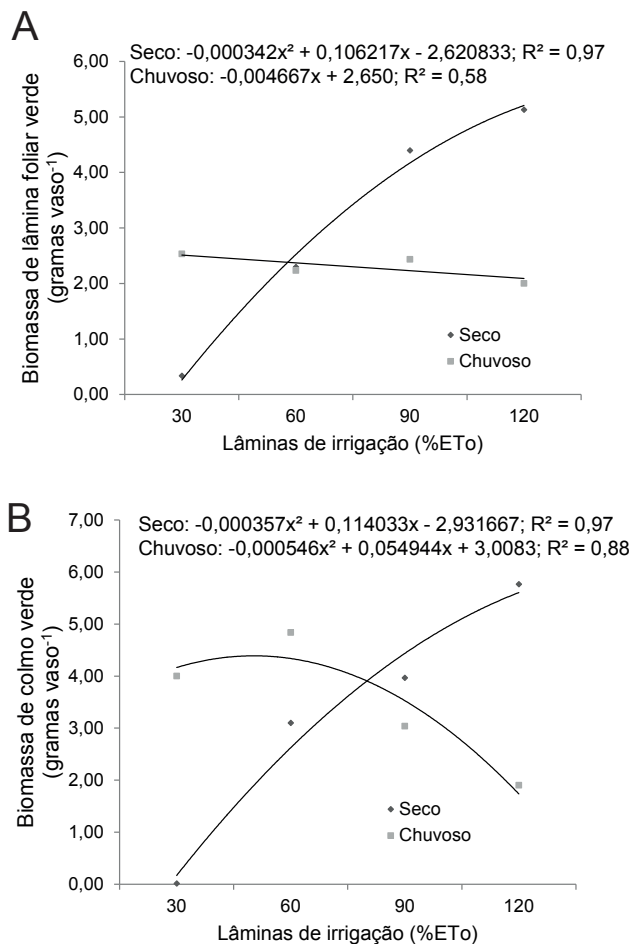 A
Seco: -0,000342x² + 0,106217x - 2,620833; R² = 0,97
Chuvoso: -0,004667x + 2,650; R² = 0,58
6,00
5,00
4,00
3,00
2,00
1,00
0,00
Biomassa de lâmina foliar verde
(gramas vaso⁻¹)
Seco
Chuvoso
30 60 90 120
Lâminas de irrigação (%ETo)
B
Seco: -0,000357x² + 0,114033x - 2,931667; R² = 0,97
Chuvoso: -0,000546x² + 0,054944x + 3,0083; R² = 0,88
7,00
6,00
5,00
4,00
3,00
2,00
1,00
0,00
Biomassa de colmo verde
(gramas vaso⁻¹)
Seco
Chuvoso
30 60 90 120
Lâminas de irrigação (%ETo)